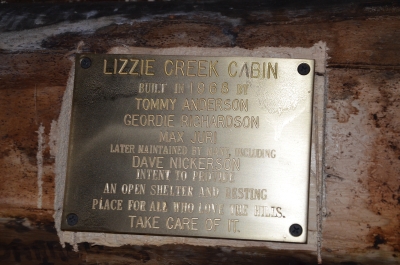 LIZZIE CREEK CABIN
BUILT IN 1968 BY
TOMMY ANDERSON
GEORDIE RICHARDSON
MAX
LATER MAINTAINED BY MANY, INCLUDING
DAVE NICKERSON
INTENT TO
AN OPEN SHELTER AND RESTING
PLACE FOR ALL WHO LOVE THE HILLS.
TAKE CARE OF IT.